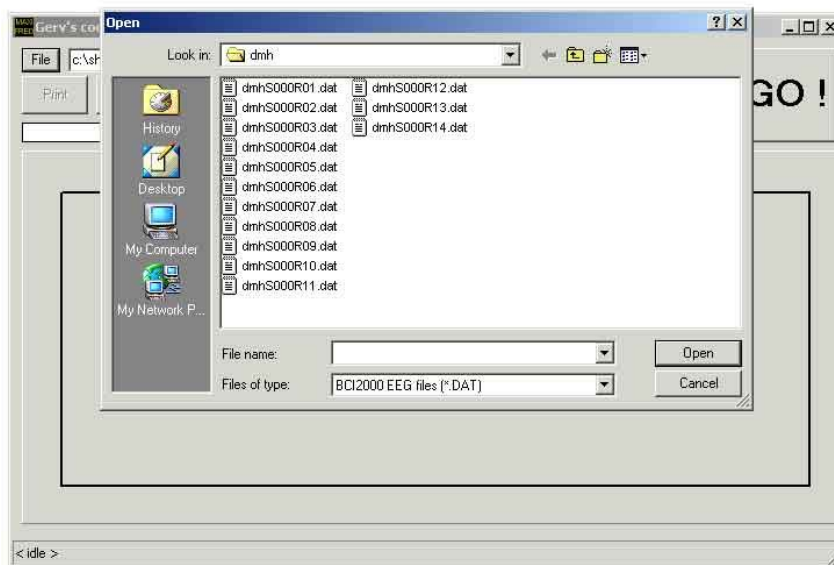 Gerv's co
Open
File
c:\sh
Print
GO !
Look in:
dmh
History
Desktop
My Computer
My Network P...
dmhS000R01.dat
dmhS000R02.dat
dmhS000R03.dat
dmhS000R04.dat
dmhS000R05.dat
dmhS000R06.dat
dmhS000R07.dat
dmhS000R08.dat
dmhS000R09.dat
dmhS000R10.dat
dmhS000R11.dat
dmhS000R12.dat
dmhS000R13.dat
dmhS000R14.dat
File name:
Open
Files of type:
BCI2000 EEG files (*.DAT)
Cancel
< idle >